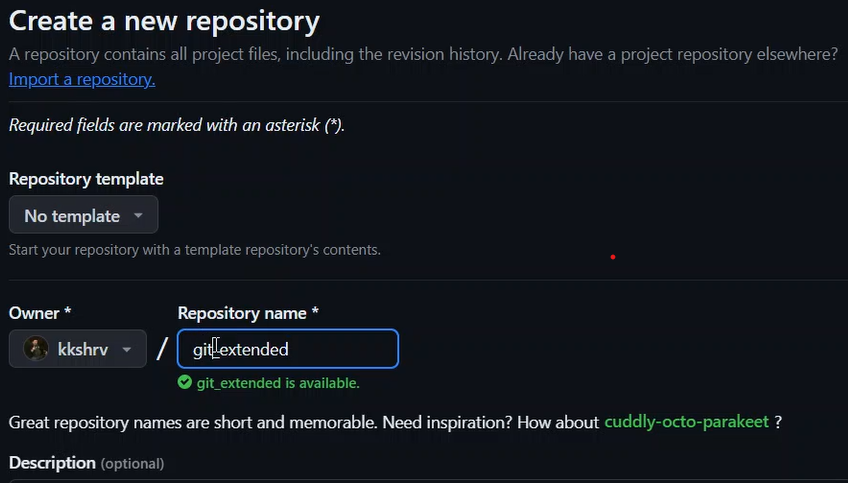 Create a new repository
A repository contains all project files, including the revision history. Already have a project repository elsewhere?
Import a repository.
Required fields are marked with an asterisk (*).
Repository template
No template
Start your repository with a template repository's contents.
Owner *
Repository name *
kkshrv / git_extended
git_extended is available.
Great repository names are short and memorable. Need inspiration? How about cuddly-octo-parakeet ?
Description (optional)